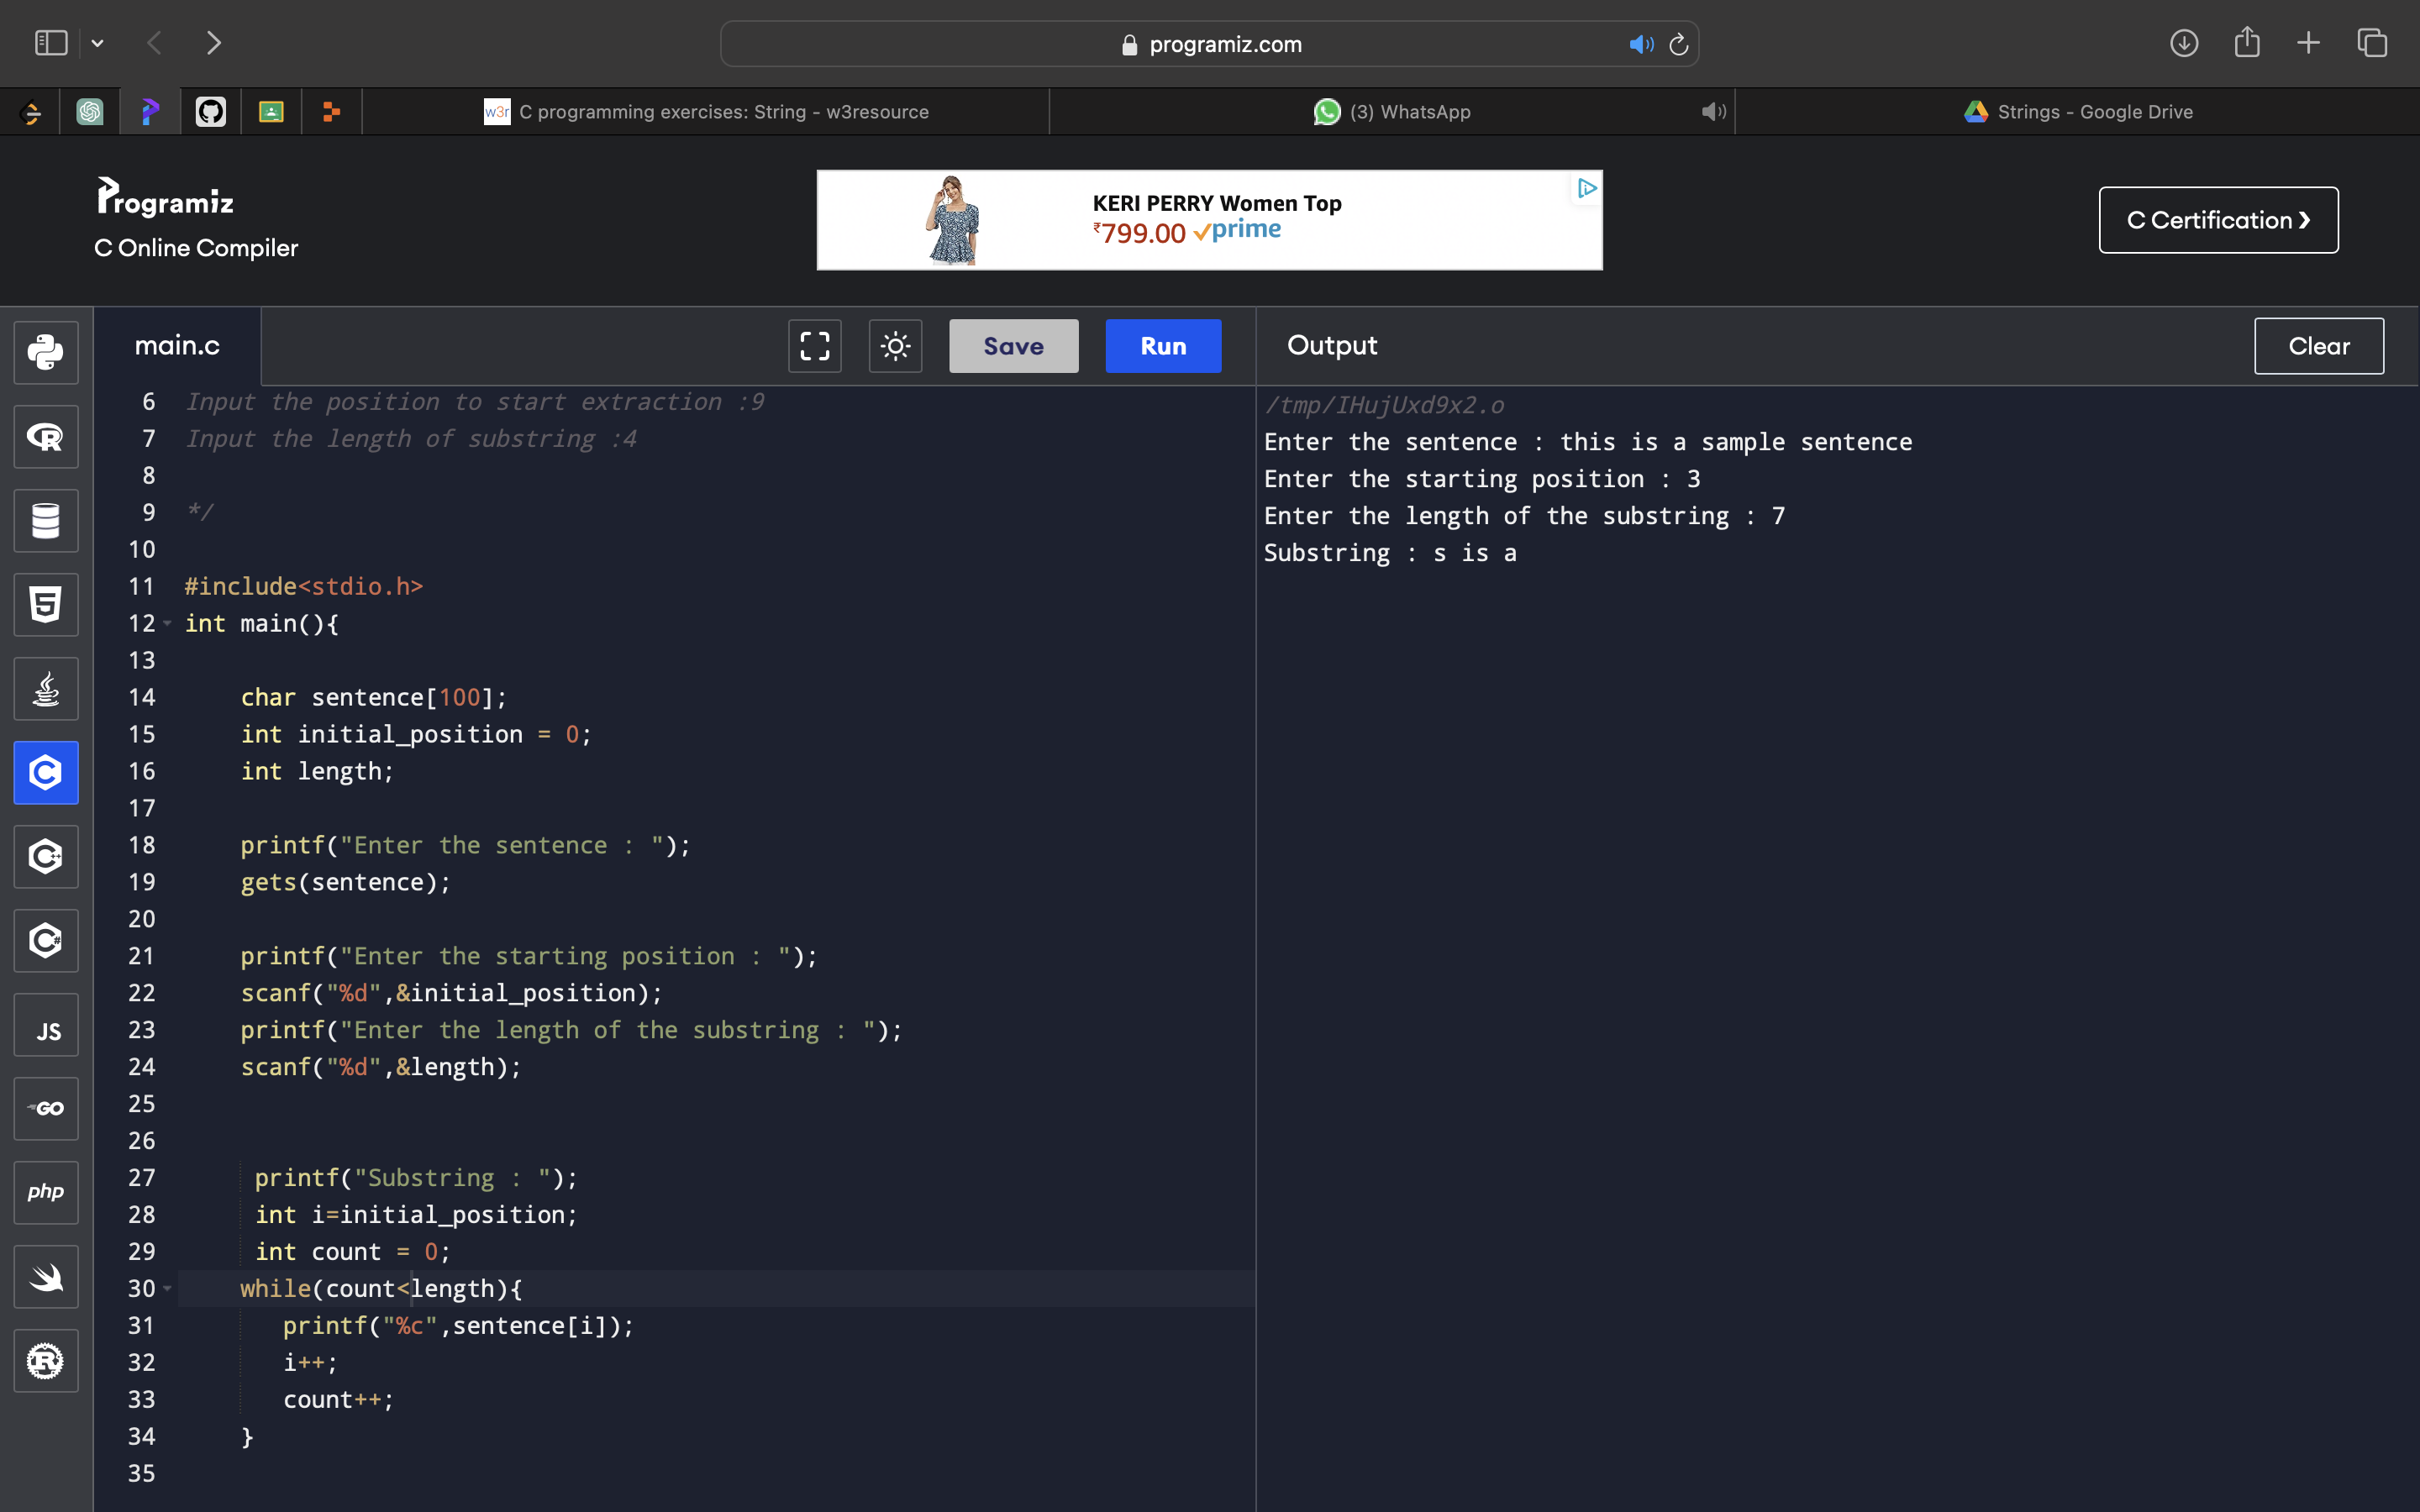 programiz.com
w3r C programming exercises: String - w3resource
(3) WhatsApp
Strings - Google Drive
Programiz
C Online Compiler
KERI PERRY Women Top
₹799.00 prime
C Certification ❯
main.c
Save
Run
Output
Clear
6 Input the position to start extraction :9
7 Input the length of substring :4
8
9 */
10
11 #include<stdio.h>
12 int main(){
13
14 char sentence[100];
15 int initial_position = 0;
16 int length;
17
18 printf("Enter the sentence : ");
19 gets(sentence);
20
21 printf("Enter the starting position : ");
22 scanf("%d",&initial_position);
23 printf("Enter the length of the substring : ");
24 scanf("%d",&length);
25
26
27 printf("Substring : ");
28 int i=initial_position;
29 int count = 0;
30 while(count<length){
31 printf("%c",sentence[i]);
32 i++;
33 count++;
34 }
35
/tmp/IHujUxd9x2.o
Enter the sentence : this is a sample sentence
Enter the starting position : 3
Enter the length of the substring : 7
Substring : s is a
R
5
C
C++
C#
JS
GO
php
R